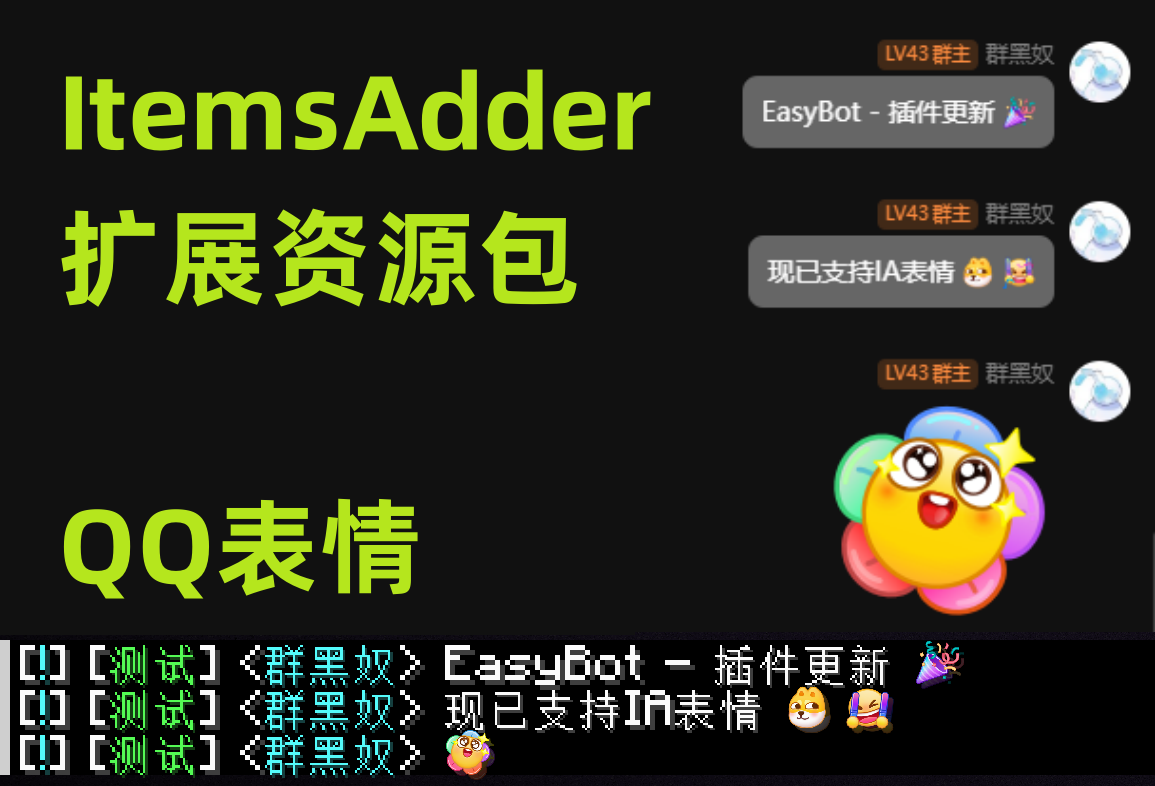 ItemsAdder
扩展资源包
QQ表情
LV43 群主 群黑奴
EasyBot - 插件更新 🎉
LV43 群主 群黑奴
现已支持IA表情
LV43 群主 群黑奴
[!] [测试] <群黑奴> EasyBot - 插件更新 🎉
[!] [测试] <群黑奴> 现已支持IA表情
[!] [测试] <群黑奴>